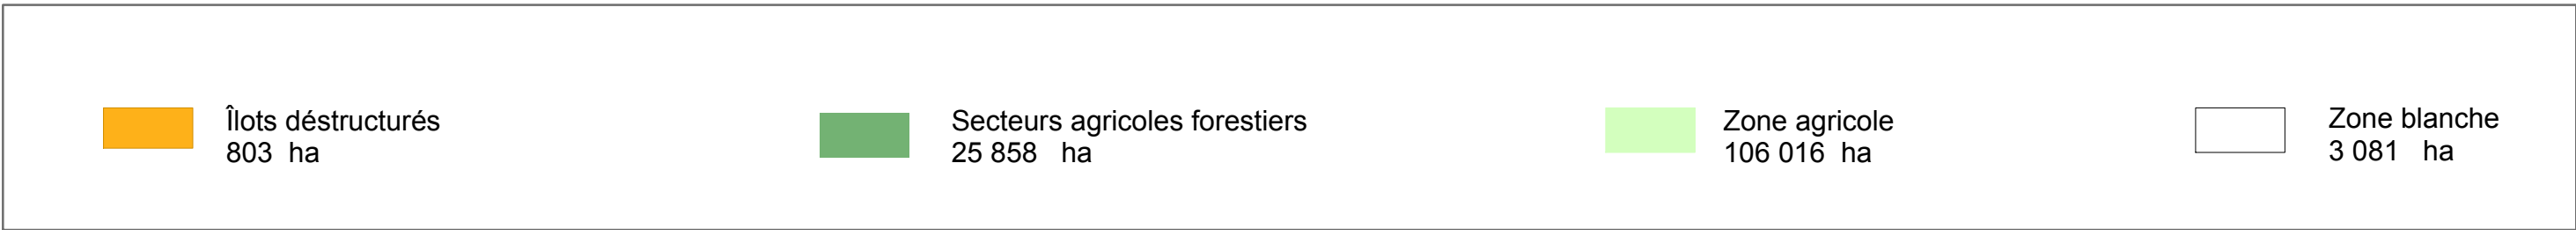 Îlots déstructurés
803 ha
Secteurs agricoles forestiers
25 858 ha
Zone agricole
106 016 ha
Zone blanche
3 081 ha